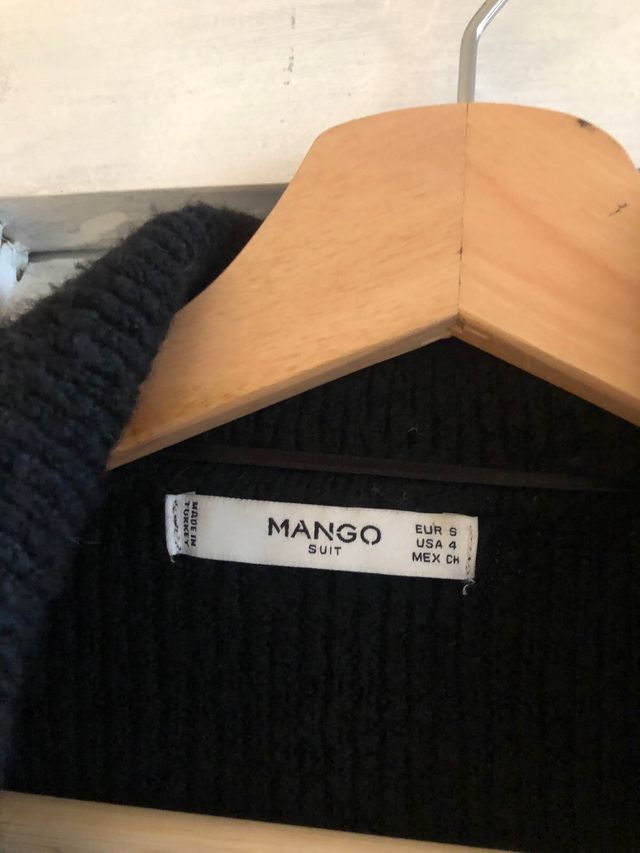 MADE IN
TURKEY
MANGO
SUIT
EUR S
USA 4
MEX CH